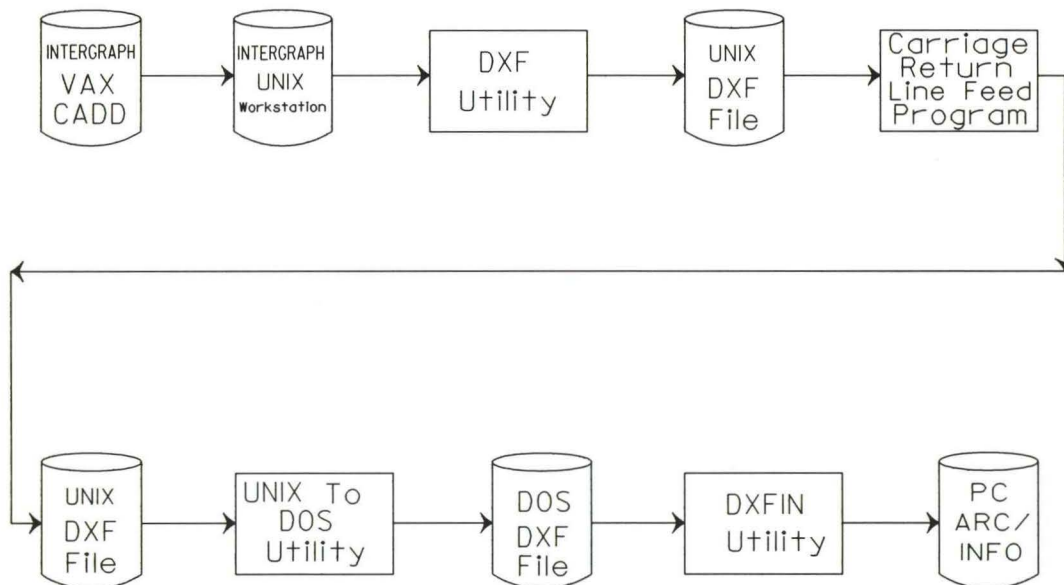 INTERGRAPH
VAX
CADD
INTERGRAPH
UNIX
Workstation
DXF
Utility
UNIX
DXF
File
Carriage
Return
Line Feed
Program
UNIX
DXF
File
UNIX To
DOS
Utility
DOS
DXF
File
DXFIN
Utility
PC
ARC/
INFO